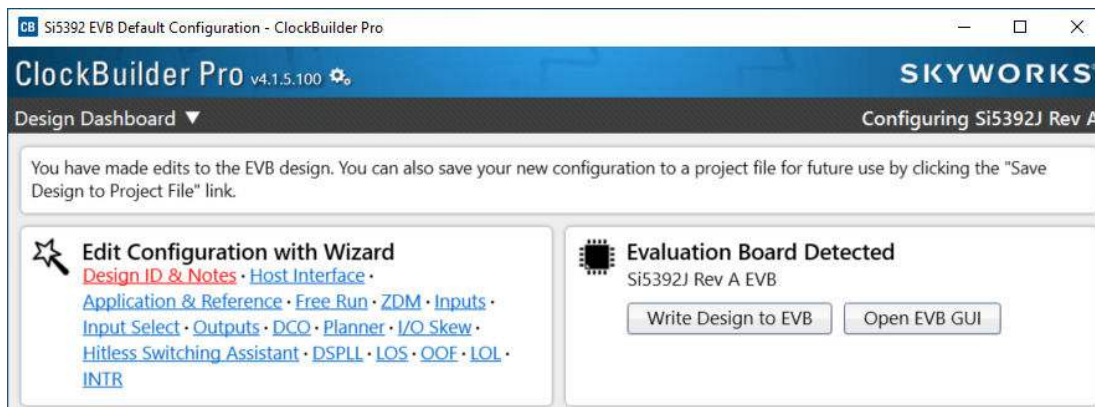 CB Si5392 EVB Default Configuration - ClockBuilder Pro
ClockBuilder Pro v4.1.5.100
SKYWORKS
Design Dashboard ▼
Configuring Si5392J Rev A
You have made edits to the EVB design. You can also save your new configuration to a project file for future use by clicking the "Save
Design to Project File" link.
Edit Configuration with Wizard
Design ID & Notes · Host Interface ·
Application & Reference · Free Run · ZDM · Inputs ·
Input Select · Outputs · DCO · Planner · I/O Skew ·
Hitless Switching Assistant · DSPLL · LOS · OOF · LOL ·
INTR
Evaluation Board Detected
Si5392J Rev A EVB
Write Design to EVB
Open EVB GUI